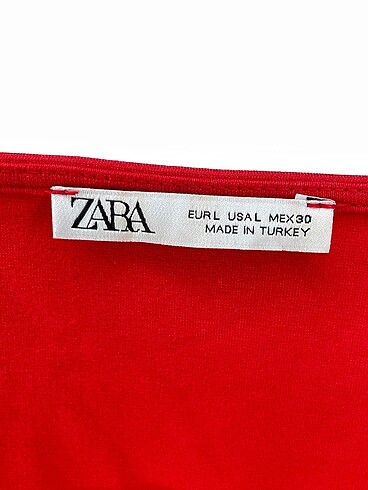 ZARA
EUR L USA L MEX 30
MADE IN TURKEY